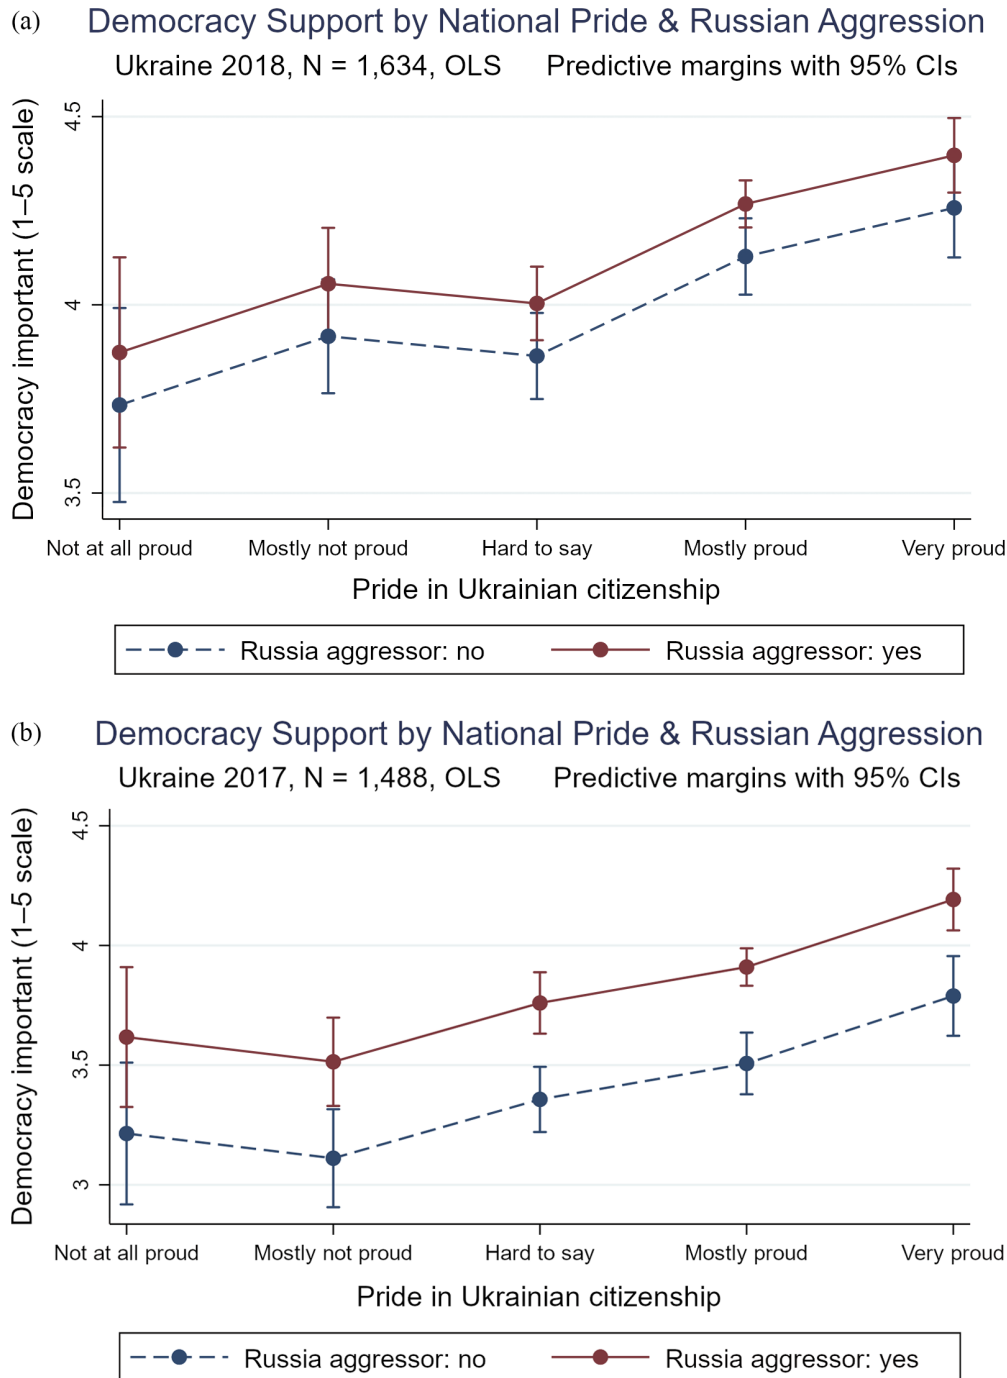 (a) Democracy Support by National Pride & Russian Aggression
Ukraine 2018, N = 1,634, OLS Predictive margins with 95% CIs
Democracy important (1–5 scale)
4.5
4
3.5
Not at all proud Mostly not proud Hard to say Mostly proud Very proud
Pride in Ukrainian citizenship
Russia aggressor: no Russia aggressor: yes
(b) Democracy Support by National Pride & Russian Aggression
Ukraine 2017, N = 1,488, OLS Predictive margins with 95% CIs
Democracy important (1–5 scale)
4.5
4
3.5
3
Not at all proud Mostly not proud Hard to say Mostly proud Very proud
Pride in Ukrainian citizenship
Russia aggressor: no Russia aggressor: yes